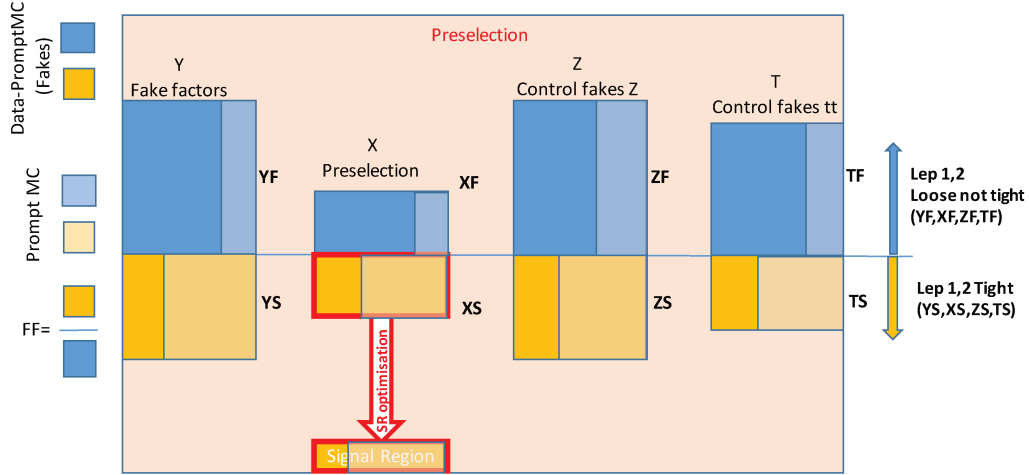 Preselection
Data-PromptMC
(Fakes)
Prompt MC
FF=
Y
Fake factors
YF
YS
X
Preselection
XF
XS
SR optimisation
Signal Region
Z
Control fakes Z
ZF
ZS
T
Control fakes tt
TF
TS
Lep 1,2
Loose not tight
(YF,XF,ZF,TF)
Lep 1,2 Tight
(YS,XS,ZS,TS)